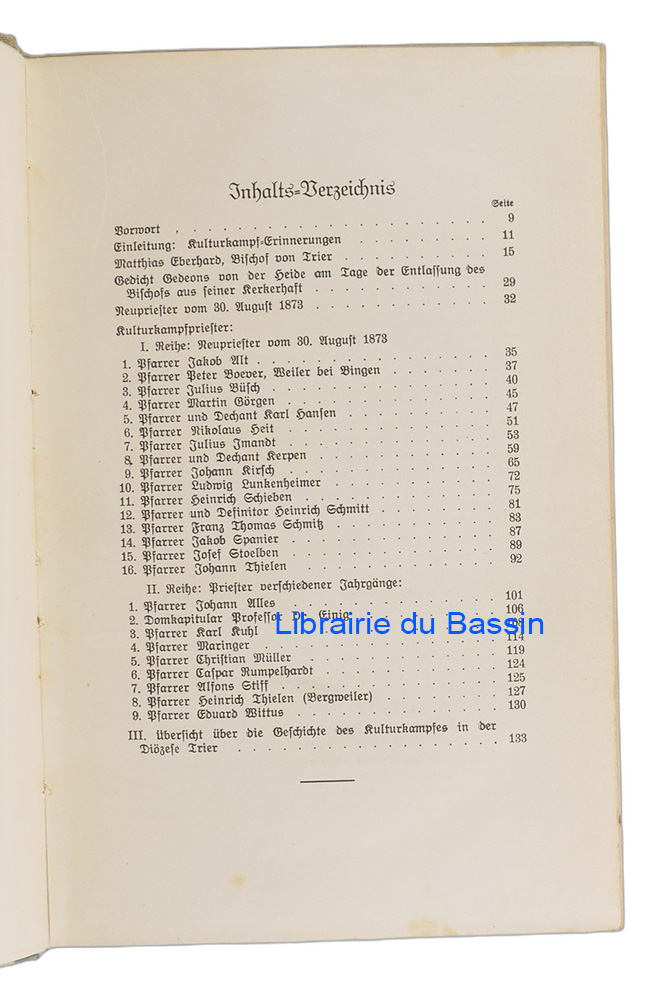 Inhalts-Verzeichnis
Seite
Vorwort . . . . . . . . . . . . . . . . . . . 9
Einleitung: Kulturkampf-Erinnerungen . . . . . . . . . 11
Matthias Eberhard, Bischof von Trier . . . . . . . . . . 15
Gedicht Gedeons von der Heide am Tage der Entlassung des
Bischofs aus seiner Kerkerhaft . . . . . . . . . . . 29
Neupriester vom 30. August 1873 . . . . . . . . . . . 32
Kulturkampfpriester:
I. Reihe: Neupriester vom 30. August 1873
1. Pfarrer Jakob Alt . . . . . . . . . . . . . . 35
2. Pfarrer Peter Boever, Weiler bei Bingen . . . . . . . 37
3. Pfarrer Julius Büsch . . . . . . . . . . . . . . 40
4. Pfarrer Martin Görgen . . . . . . . . . . . . . 45
5. Pfarrer und Dechant Karl Hansen . . . . . . . . . 47
6. Pfarrer Nikolaus Heit . . . . . . . . . . . . . 51
7. Pfarrer Julius Imandt . . . . . . . . . . . . . 53
8. Pfarrer und Dechant Kerpen . . . . . . . . . . . 59
9. Pfarrer Johann Kirsch . . . . . . . . . . . . . 65
10. Pfarrer Ludwig Lunkenheimer . . . . . . . . . . 72
11. Pfarrer Heinrich Schieben . . . . . . . . . . . . 75
12. Pfarrer und Definitor Heinrich Schmitt . . . . . . . 81
13. Pfarrer Franz Thomas Schmitz . . . . . . . . . . 83
14. Pfarrer Jakob Spanier . . . . . . . . . . . . . 87
15. Pfarrer Josef Stoelben . . . . . . . . . . . . . 89
16. Pfarrer Johann Thielen . . . . . . . . . . . . . 92
II. Reihe: Priester verschiedener Jahrgänge:
1. Pfarrer Johann Alles . . . . . . . . . . . . . 101
2. Domkapitular Professor Dr. Einig . . . . . . . . . 106
3. Pfarrer Karl Kuhl
Librairie du Bassin
4. Pfarrer Maringer . . . . . . . . . . . . . . 114
5. Pfarrer Christian Müller . . . . . . . . . . . . 119
6. Pfarrer Caspar Rumpelhardt . . . . . . . . . . . 124
7. Pfarrer Alfons Stiff . . . . . . . . . . . . . . 125
8. Pfarrer Heinrich Thielen (Bergweiler) . . . . . . . . 127
9. Pfarrer Eduard Wittus . . . . . . . . . . . . . 130
III. Übersicht über die Geschichte des Kulturkampfes in der
Diözese Trier . . . . . . . . . . . . . . . . 133